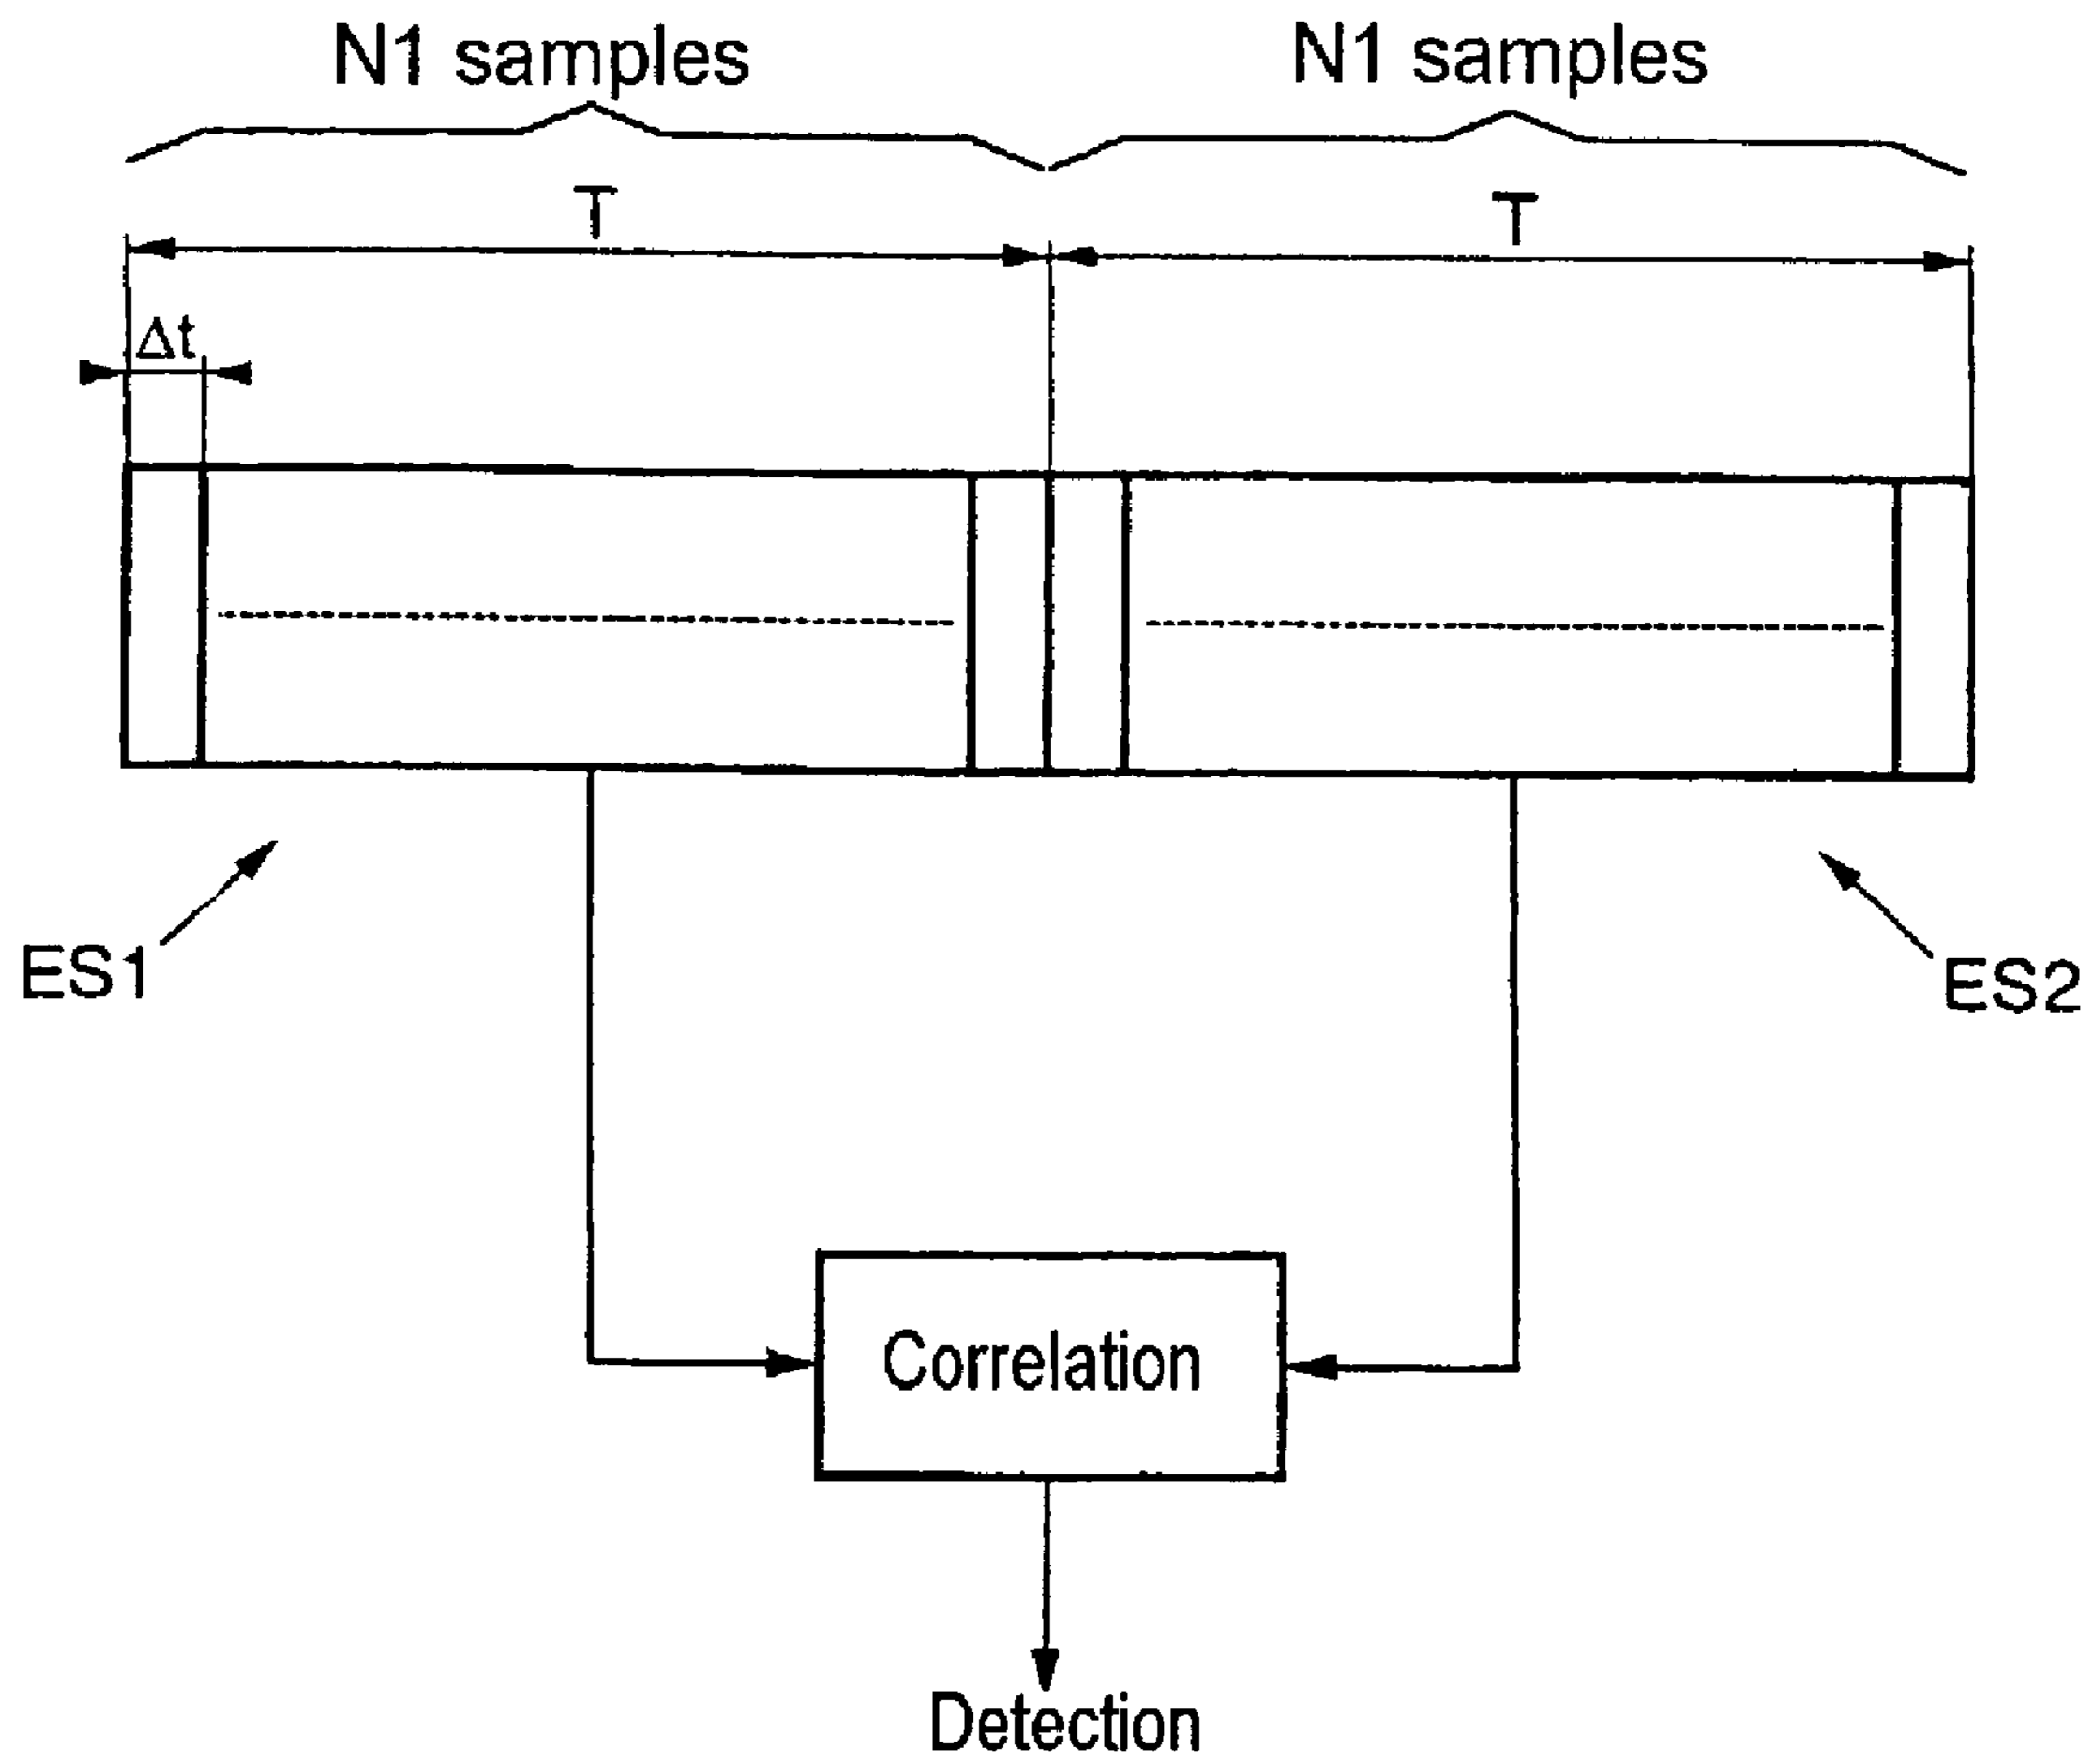 N1 samples
N1 samples
T
T
Δt
ES1
ES2
Correlation
Detection